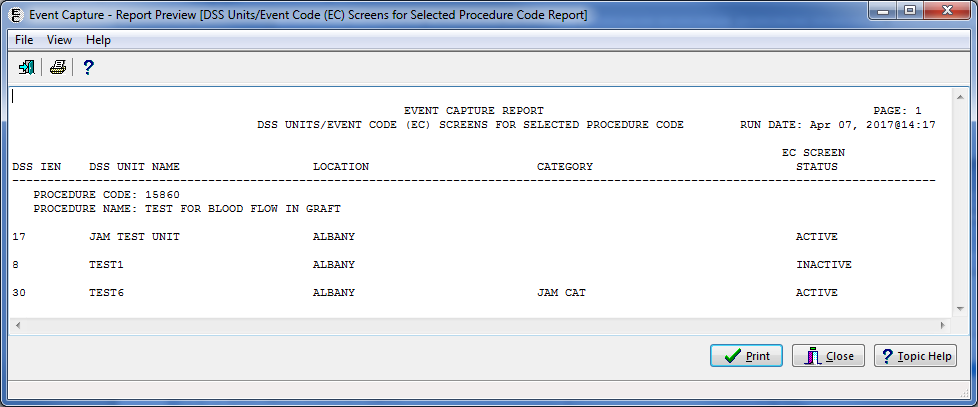 Event Capture - Report Preview [DSS Units/Event Code (EC) Screens for Selected Procedure Code Report]
File View Help
EVENT CAPTURE REPORT PAGE: 1
DSS UNITS/EVENT CODE (EC) SCREENS FOR SELECTED PROCEDURE CODE RUN DATE: Apr 07, 2017@14:17
EC SCREEN
DSS IEN DSS UNIT NAME LOCATION CATEGORY STATUS
PROCEDURE CODE: 15860
PROCEDURE NAME: TEST FOR BLOOD FLOW IN GRAFT
17 JAM TEST UNIT ALBANY ACTIVE
8 TEST1 ALBANY INACTIVE
30 TEST6 ALBANY JAM CAT ACTIVE
Print Close Topic Help